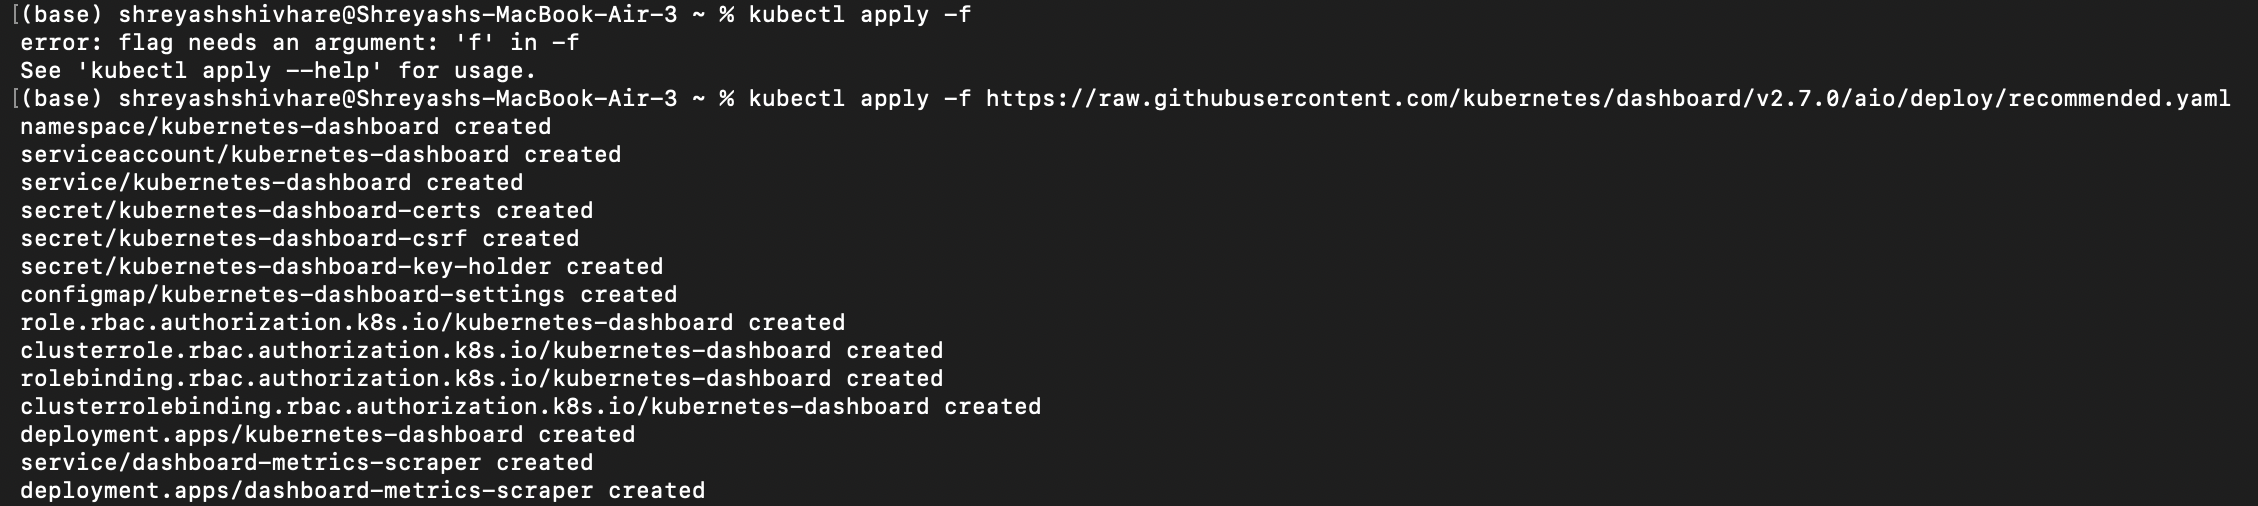 [(base) shreyashshivhare@Shreyashs-MacBook-Air-3 ~ % kubectl apply -f
error: flag needs an argument: 'f' in -f
See 'kubectl apply --help' for usage.
[(base) shreyashshivhare@Shreyashs-MacBook-Air-3 ~ % kubectl apply -f https://raw.githubusercontent.com/kubernetes/dashboard/v2.7.0/aio/deploy/recommended.yaml
namespace/kubernetes-dashboard created
serviceaccount/kubernetes-dashboard created
service/kubernetes-dashboard created
secret/kubernetes-dashboard-certs created
secret/kubernetes-dashboard-csrf created
secret/kubernetes-dashboard-key-holder created
configmap/kubernetes-dashboard-settings created
role.rbac.authorization.k8s.io/kubernetes-dashboard created
clusterrole.rbac.authorization.k8s.io/kubernetes-dashboard created
rolebinding.rbac.authorization.k8s.io/kubernetes-dashboard created
clusterrolebinding.rbac.authorization.k8s.io/kubernetes-dashboard created
deployment.apps/kubernetes-dashboard created
service/dashboard-metrics-scraper created
deployment.apps/dashboard-metrics-scraper created